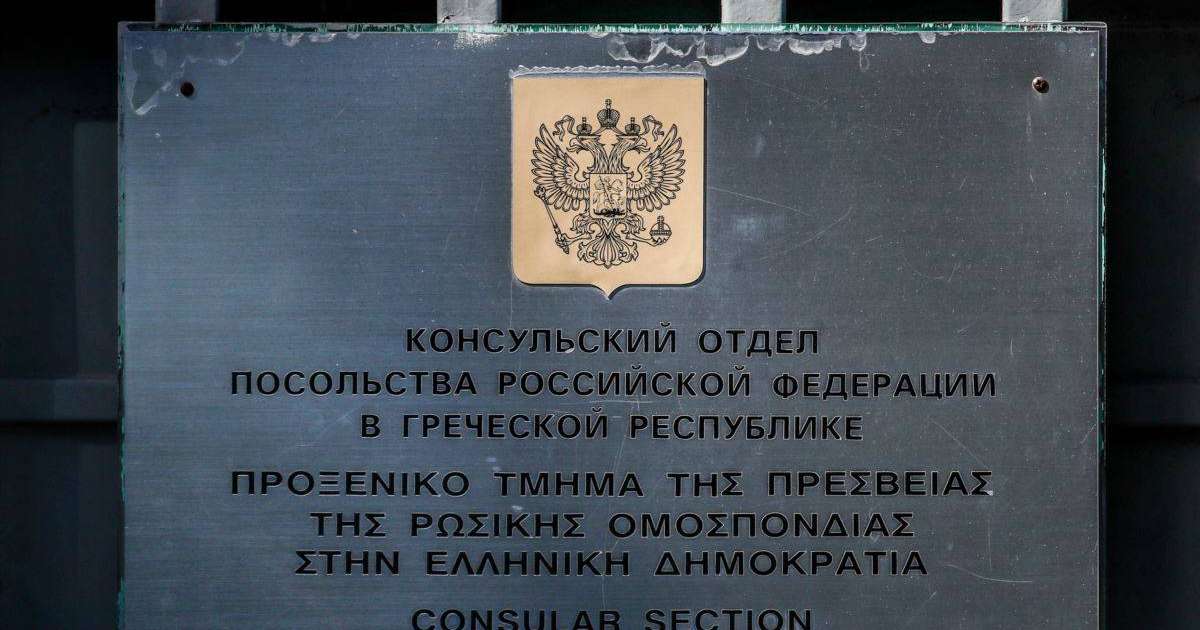 КОНСУЛЬСКИЙ ОТДЕЛ
ПОСОЛЬСТВА РОССИЙСКОЙ ФЕДЕРАЦИИ
В ГРЕЧЕСКОЙ РЕСПУБЛИКЕ
ΠΡΟΞΕΝΙΚΟ ΤΜΗΜΑ ΤΗΣ ΠΡΕΣΒΕΙΑΣ
ΤΗΣ ΡΩΣΙΚΗΣ ΟΜΟΣΠΟΝΔΙΑΣ
ΣΤΗΝ ΕΛΛΗΝΙΚΗ ΔΗΜΟΚΡΑΤΙΑ
CONSULAR SECTION